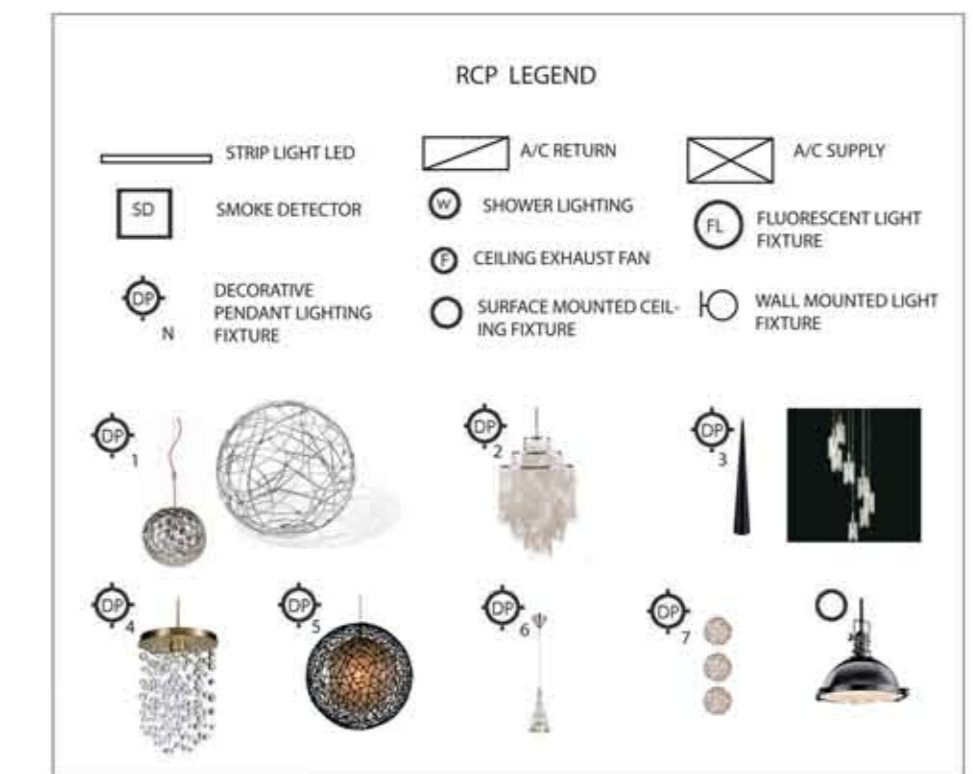 RCP LEGEND
STRIP LIGHT LED
A/C RETURN
A/C SUPPLY
SD
SMOKE DETECTOR
W
SHOWER LIGHTING
FL
FLUORESCENT LIGHT
FIXTURE
F
CEILING EXHAUST FAN
DP
N
DECORATIVE
PENDANT LIGHTING
FIXTURE
SURFACE MOUNTED CEIL-
ING FIXTURE
WALL MOUNTED LIGHT
FIXTURE
DP
1
DP
2
DP
3
DP
4
DP
5
DP
6
DP
7